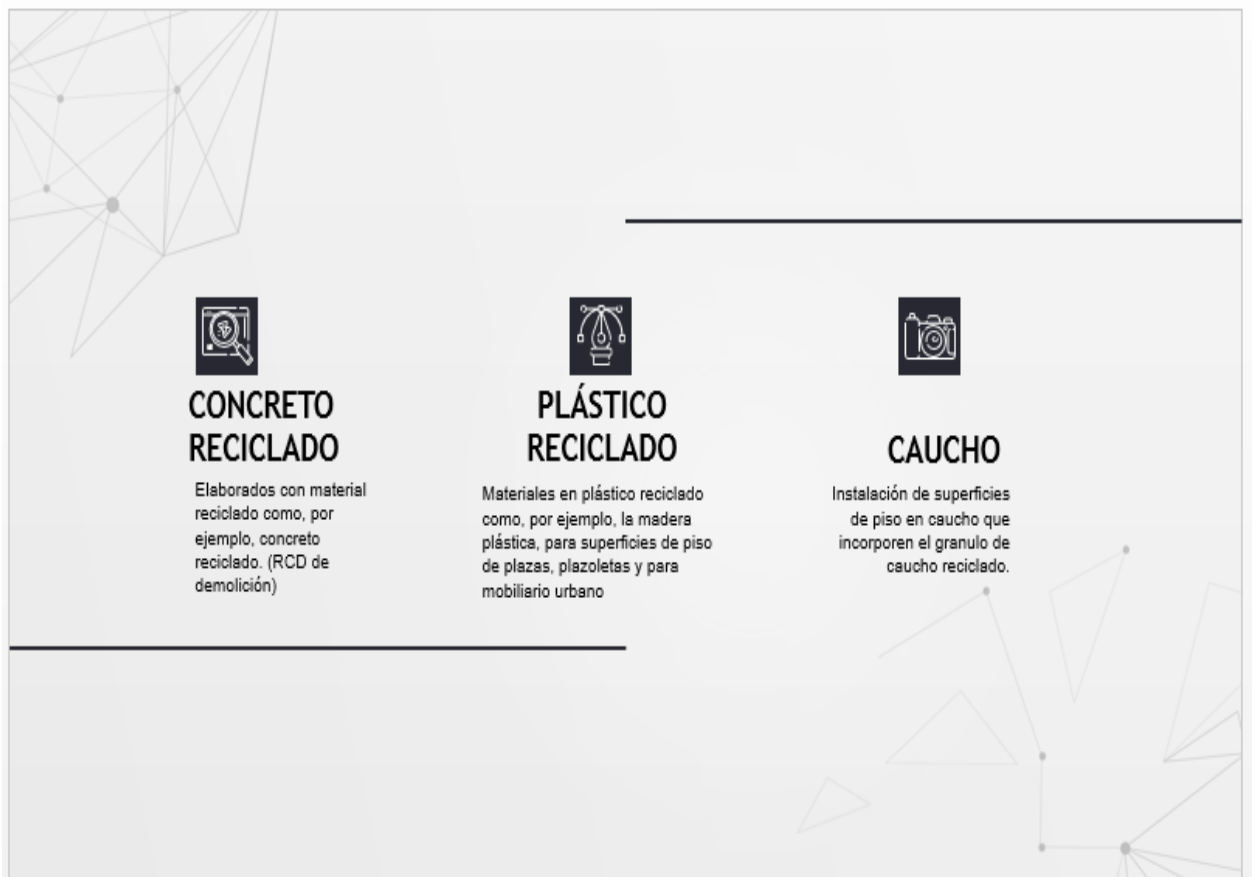 CONCRETO
RECICLADO
Elaborados con material
reciclado como, por
ejemplo, concreto
reciclado. (RCD de
demolición)
PLÁSTICO
RECICLADO
Materiales en plástico reciclado
como, por ejemplo, la madera
plástica, para superficies de piso
de plazas, plazoletas y para
mobiliario urbano
CAUCHO
Instalación de superficies
de piso en caucho que
incorporen el granulo de
caucho reciclado.